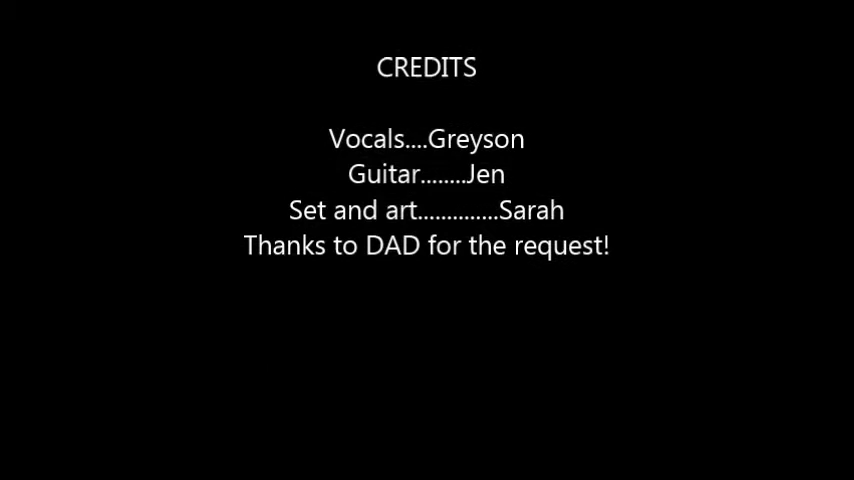 CREDITS
Vocals....Greyson
Guitar........Jen
Set and art..............Sarah
Thanks to DAD for the request!